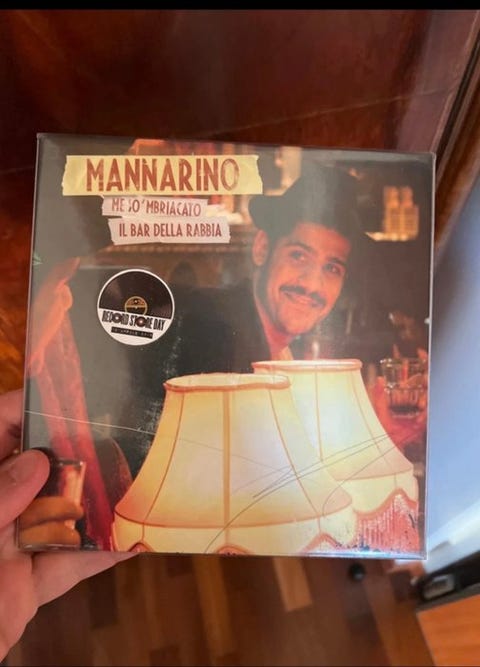 MANNARINO
ME SO' MBRIACATO
IL BAR DELLA RABBIA
RECORD STORE DAY